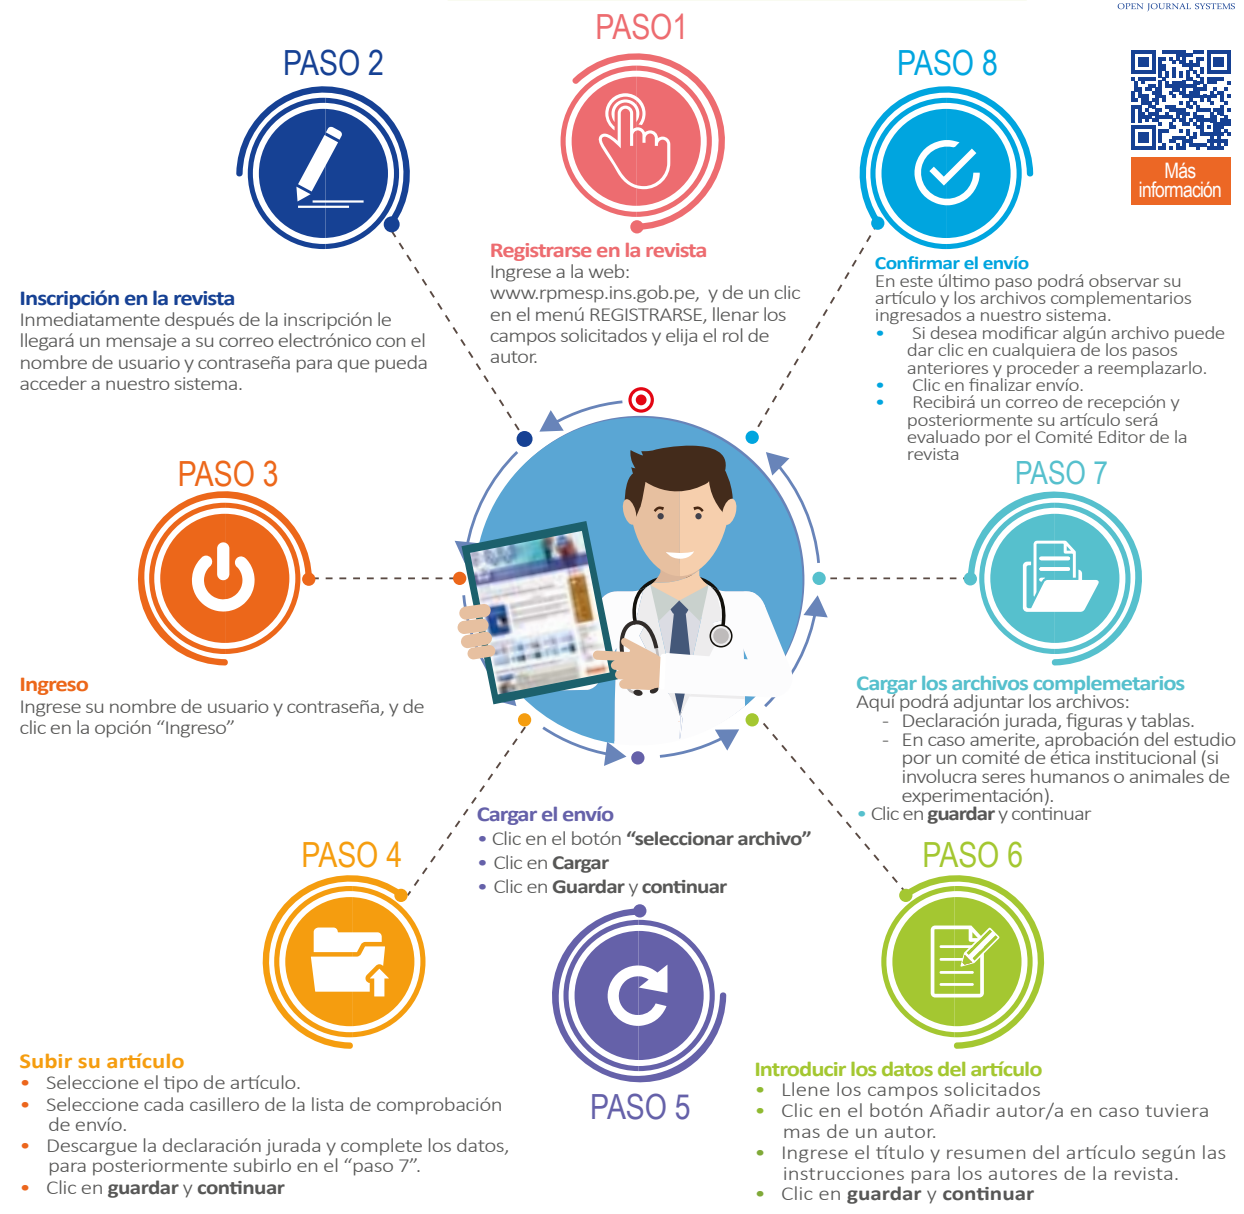 OPEN JOURNAL SYSTEMS
Más
información
PASO1
Registrarse en la revista
Ingrese a la web:
www.rpmesp.ins.gob.pe, y de un clic
en el menú REGISTRARSE, llenar los
campos solicitados y elija el rol de
autor.
PASO 2
Inscripción en la revista
Inmediatamente después de la inscripción le
llegará un mensaje a su correo electrónico con el
nombre de usuario y contraseña para que pueda
acceder a nuestro sistema.
PASO 3
Ingreso
Ingrese su nombre de usuario y contraseña, y de
clic en la opción “Ingreso”
PASO 4
Subir su artículo
• Seleccione el tipo de artículo.
• Seleccione cada casillero de la lista de comprobación
de envío.
• Descargue la declaración jurada y complete los datos,
para posteriormente subirlo en el “paso 7”.
• Clic en guardar y continuar
Cargar el envío
• Clic en el botón “seleccionar archivo”
• Clic en Cargar
• Clic en Guardar y continuar
PASO 5
PASO 6
Introducir los datos del artículo
• Llene los campos solicitados
• Clic en el botón Añadir autor/a en caso tuviera
mas de un autor.
• Ingrese el título y resumen del artículo según las
instrucciones para los autores de la revista.
• Clic en guardar y continuar
PASO 7
Cargar los archivos complemetarios
Aquí podrá adjuntar los archivos:
- Declaración jurada, figuras y tablas.
- En caso amerite, aprobación del estudio
por un comité de ética institucional (si
involucra seres humanos o animales de
experimentación).
• Clic en guardar y continuar
PASO 8
Confirmar el envío
En este último paso podrá observar su
artículo y los archivos complementarios
ingresados a nuestro sistema.
• Si desea modificar algún archivo puede
dar clic en cualquiera de los pasos
anteriores y proceder a reemplazarlo.
• Clic en finalizar envío.
• Recibirá un correo de recepción y
posteriormente su artículo será
evaluado por el Comité Editor de la
revista